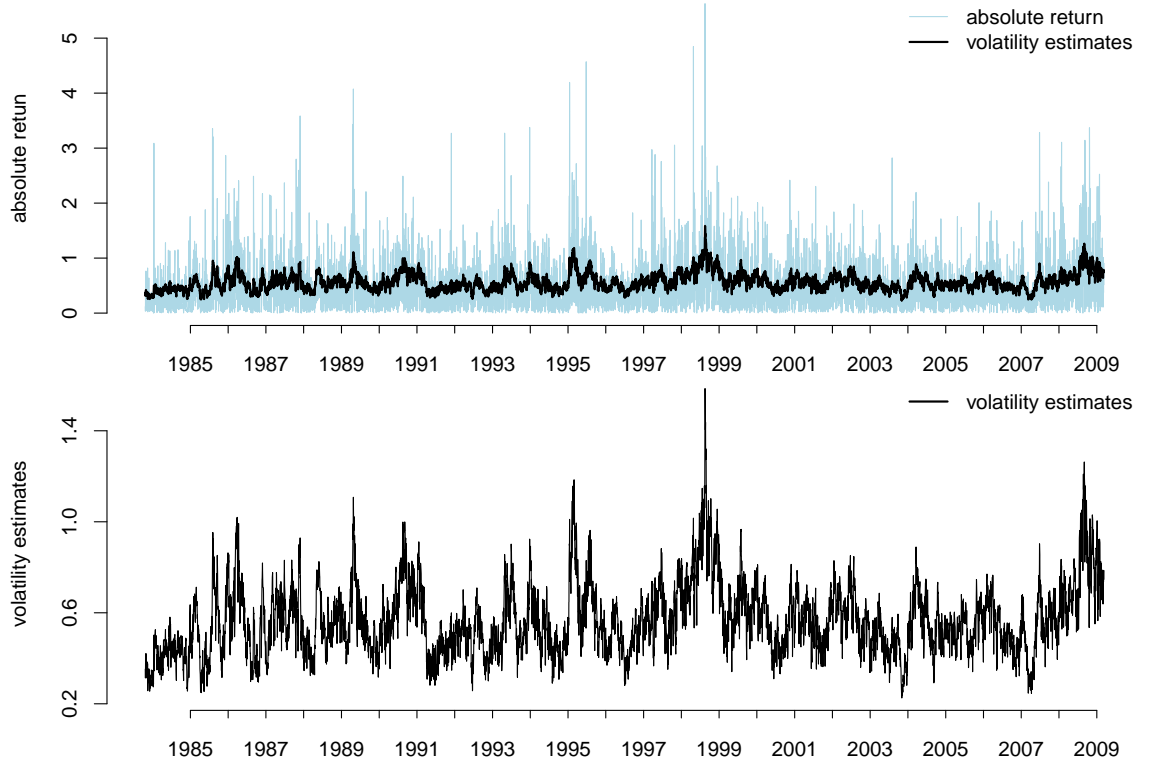 absolute return
volatility estimates
absolute retun
5
4
3
2
1
0
1985 1987 1989 1991 1993 1995 1997 1999 2001 2003 2005 2007 2009
volatility estimates
volatility estimates
1.4
1.0
0.6
0.2
1985 1987 1989 1991 1993 1995 1997 1999 2001 2003 2005 2007 2009